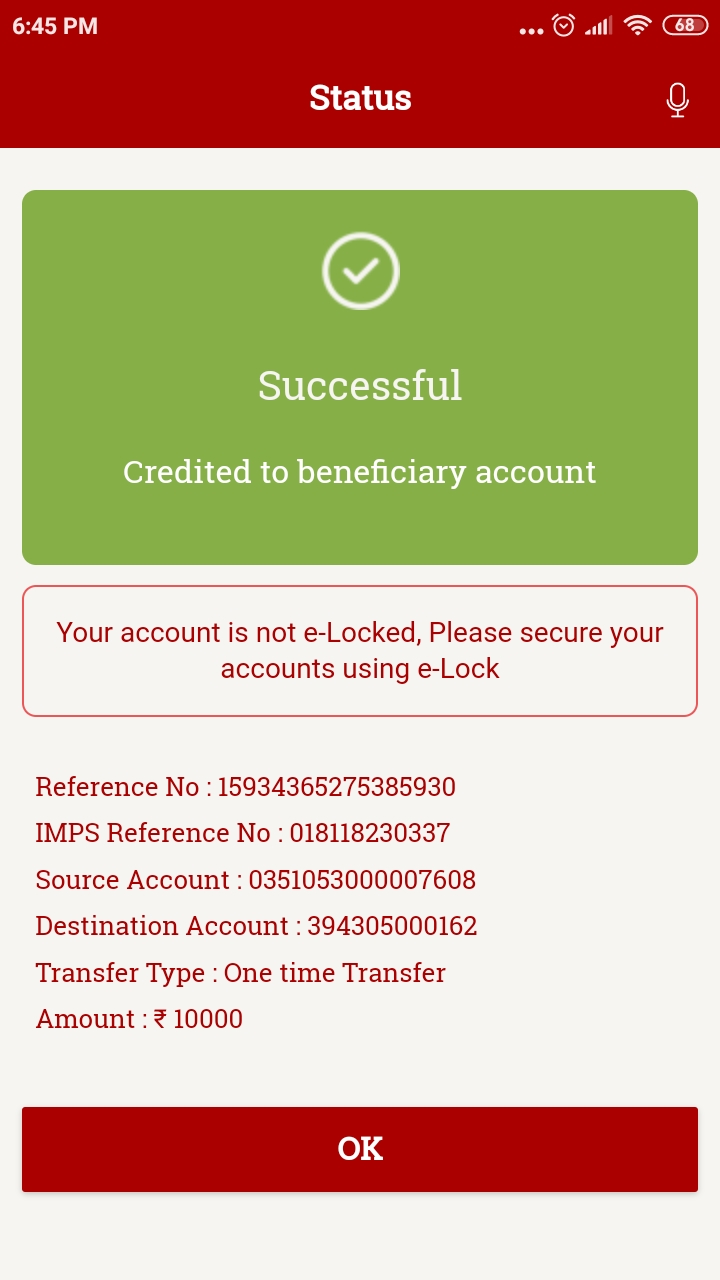 6:45 PM
68
Status
Successful
Credited to beneficiary account
Your account is not e-Locked, Please secure your
accounts using e-Lock
Reference No : 15934365275385930
IMPS Reference No : 018118230337
Source Account : 0351053000007608
Destination Account : 394305000162
Transfer Type : One time Transfer
Amount : ₹ 10000
OK